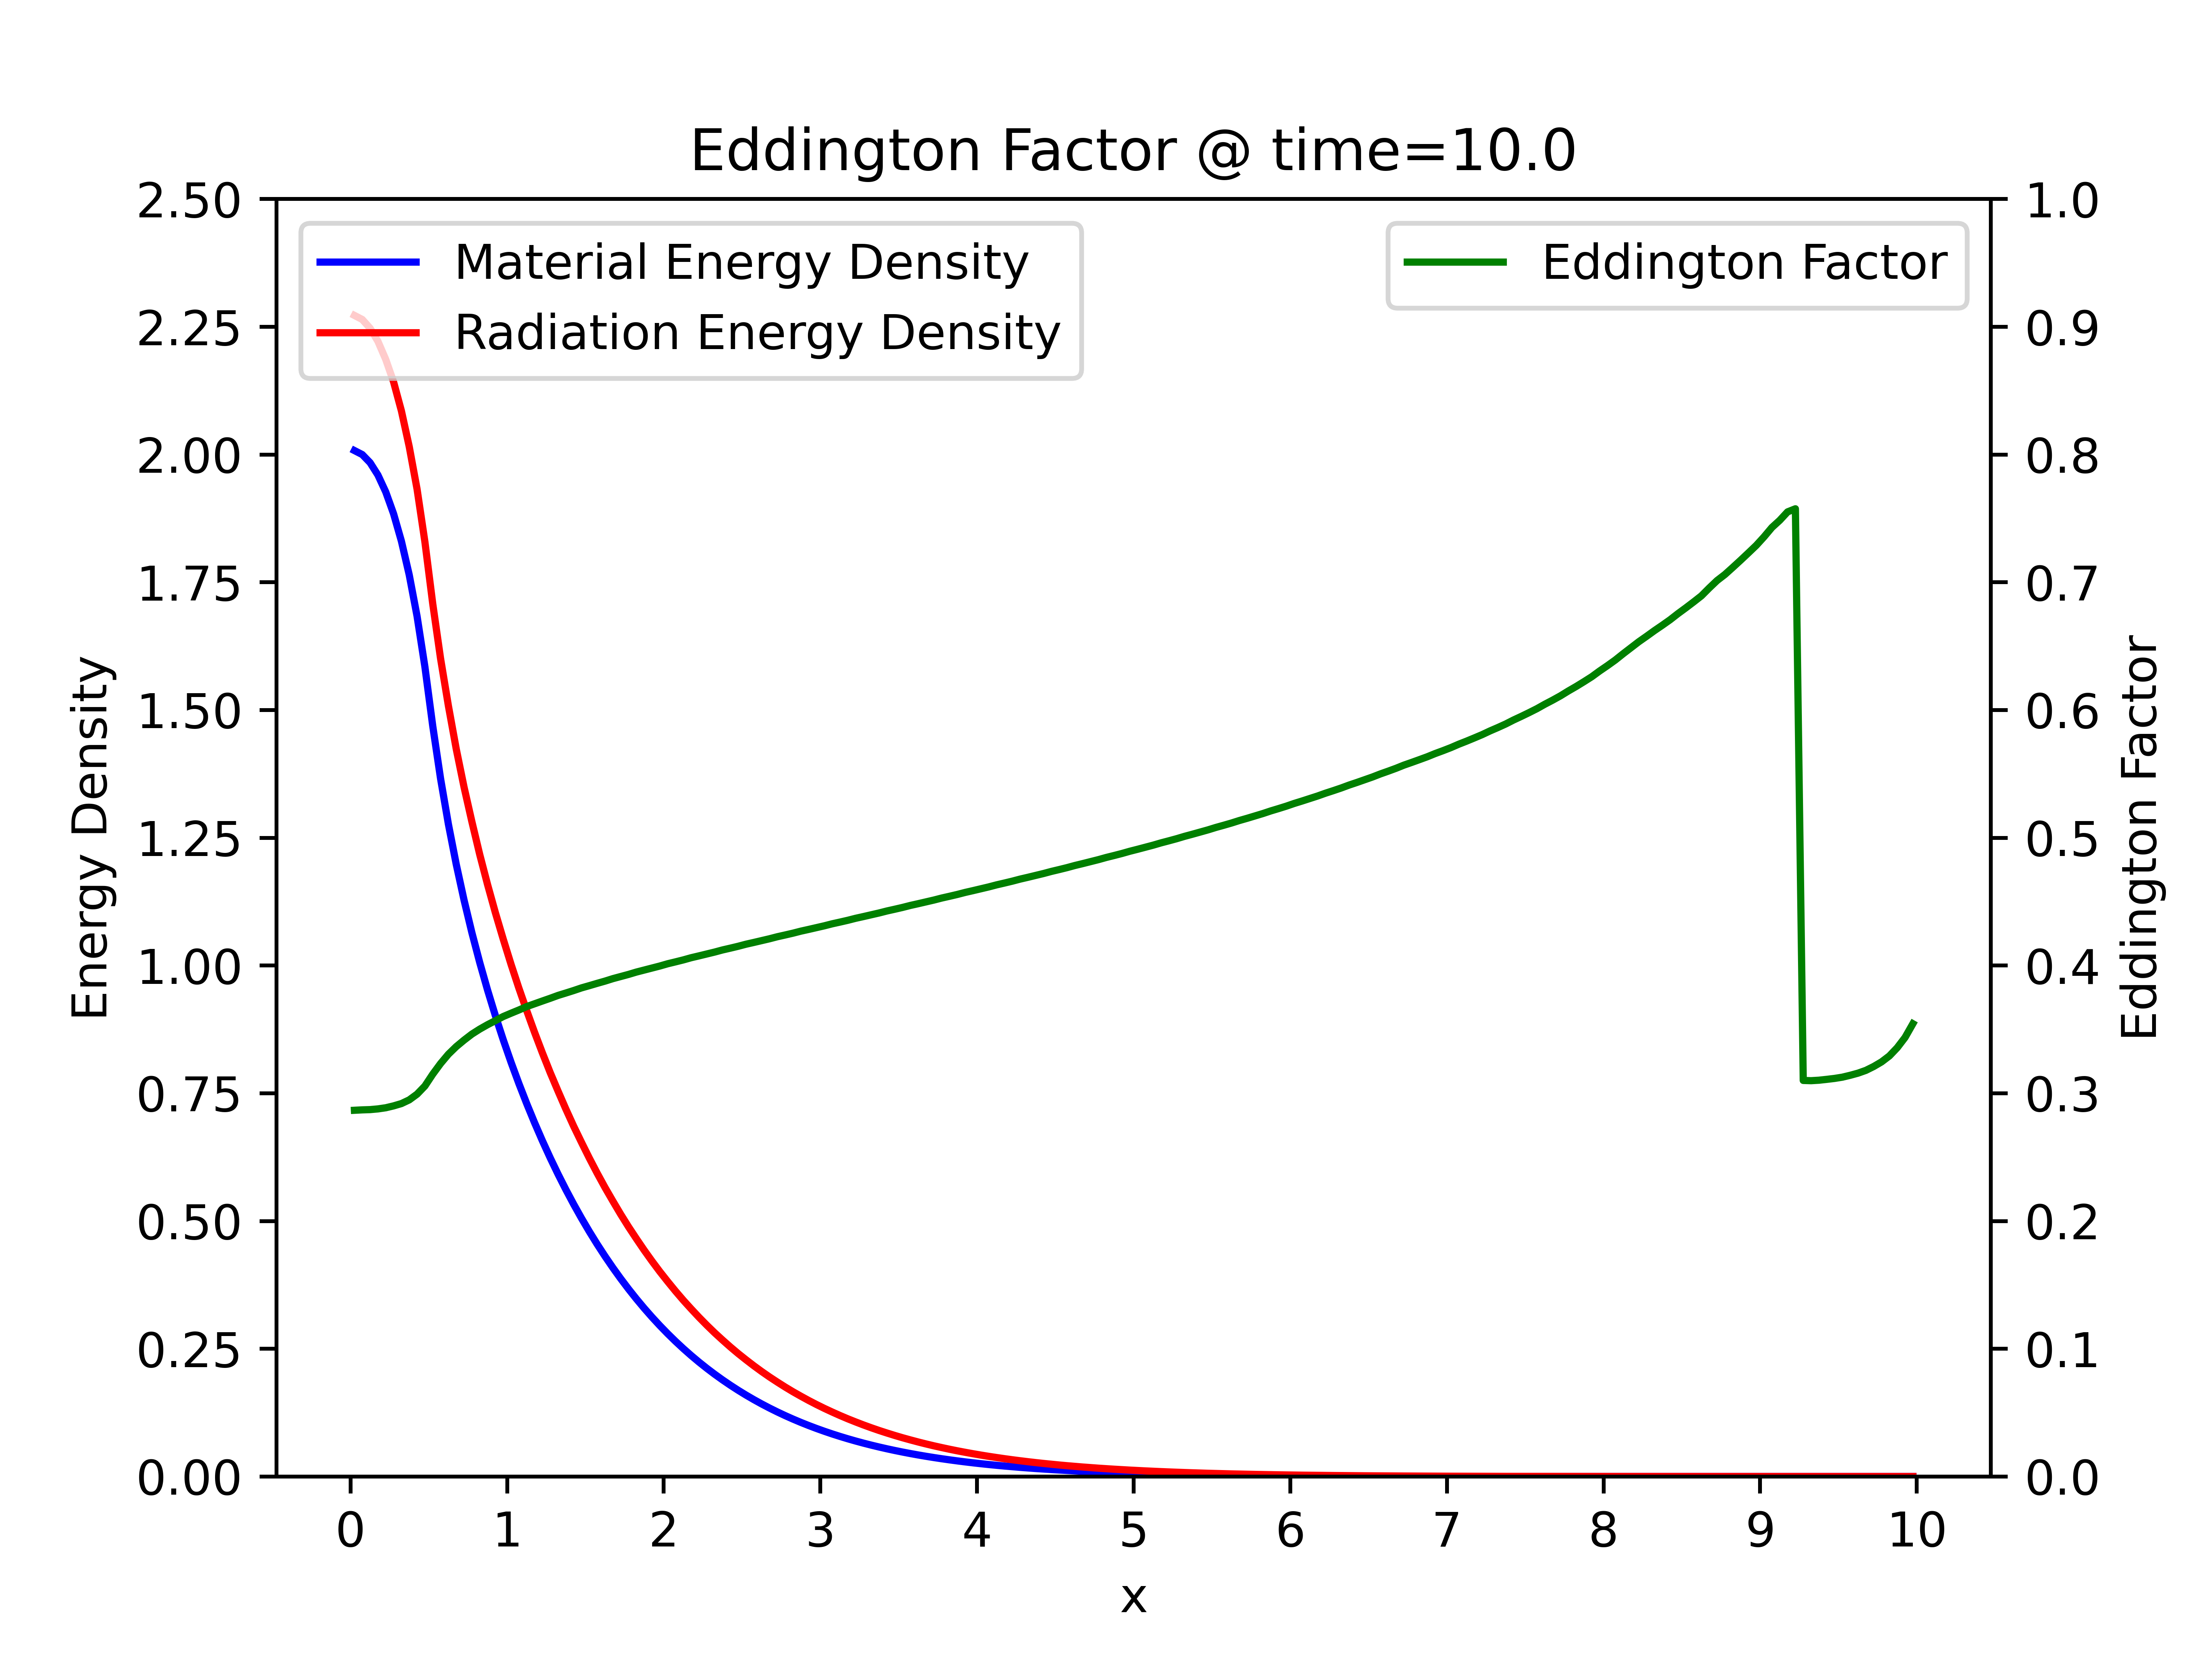 Eddington Factor @ time=10.0
Material Energy Density
Radiation Energy Density
Eddington Factor
Energy Density
2.50
2.25
2.00
1.75
1.50
1.25
1.00
0.75
0.50
0.25
0.00
1.0
0.9
0.8
0.7
0.6
0.5
0.4
0.3
0.2
0.1
0.0
Eddington Factor
0 1 2 3 4 5 6 7 8 9 10
x